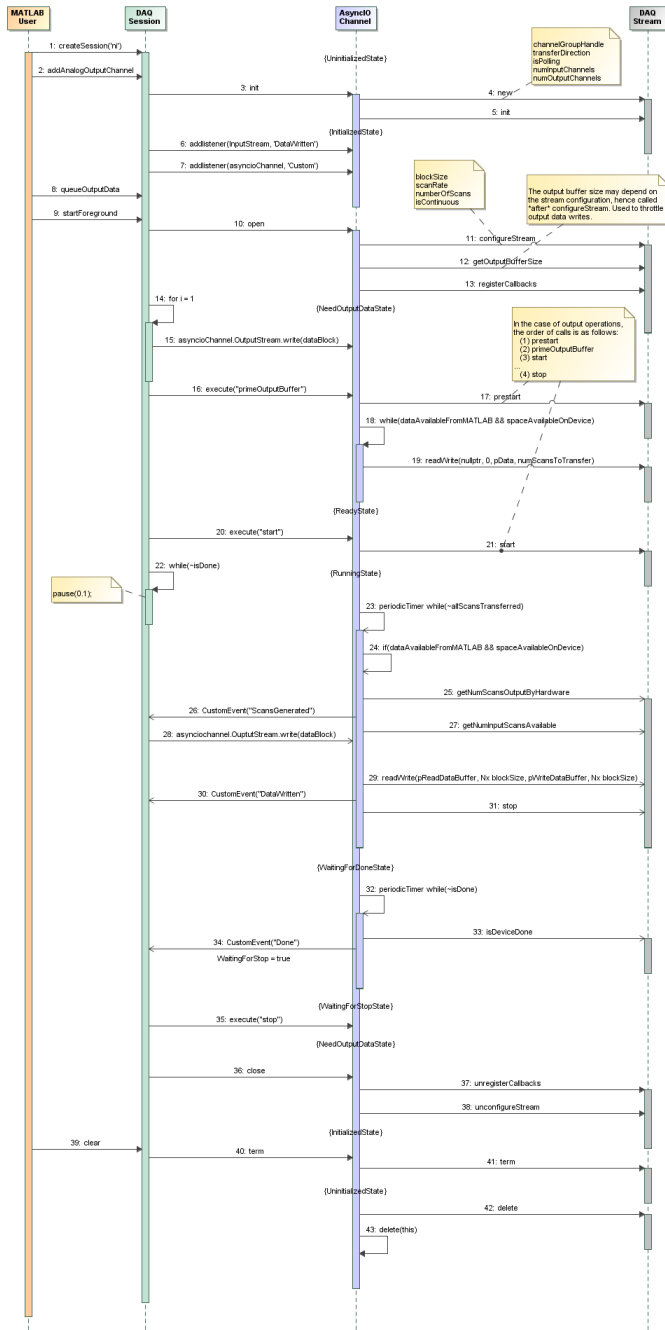 MATLAB
User
DAQ
Session
AsyncIO
Channel
DAQ
Stream
1: createSession('ni')
{UninitializedState}
channelGroupHandle
transferDirection
isPolling
numInputChannels
numOutputChannels
2: addAnalogOutputChannel
3: init
4: new
5: init
{InitializedState}
6: addlistener(InputStream, 'DataWritten')
7: addlistener(asyncioChannel, 'Custom')
blockSize
scanRate
numberOfScans
isContinuous
The output buffer size may depend on
the stream configuration, hence called
*after* configureStream. Used to throttle
output data writes.
8: queueOutputData
9: startForeground
10: open
11: configureStream
12: getOutputBufferSize
13: registerCallbacks
14: for i = 1
{NeedOutputDataState}
In the case of output operations,
the order of calls is as follows:
(1) prestart
(2) primeOutputBuffer
(3) start
...
(4) stop
15: asyncioChannel.OutputStream.write(dataBlock)
16: execute("primeOutputBuffer")
17: prestart
18: while(dataAvailableFromMATLAB && spaceAvailableOnDevice)
19: readWrite(nullptr, 0, pData, numScansToTransfer)
{ReadyState}
20: execute("start")
21: start
22: while(~isDone)
{RunningState}
pause(0.1);
23: periodicTimer while(~allScansTransferred)
24: if(dataAvailableFromMATLAB && spaceAvailableOnDevice)
25: getNumScansOutputByHardware
26: CustomEvent("ScansGenerated")
27: getNumInputScansAvailable
28: asynciochannel.OuptutStream.write(dataBlock)
29: readWrite(pReadDataBuffer, Nx blockSize, pWriteDataBuffer, Nx blockSize)
30: CustomEvent("DataWritten")
31: stop
{WaitingForDoneState}
32: periodicTimer while(~isDone)
33: isDeviceDone
34: CustomEvent("Done")
WaitingForStop = true
{WaitingForStopState}
35: execute("stop")
{NeedOutputDataState}
36: close
37: unregisterCallbacks
38: unconfigureStream
{InitializedState}
39: clear
40: term
41: term
{UninitializedState}
42: delete
43: delete(this)